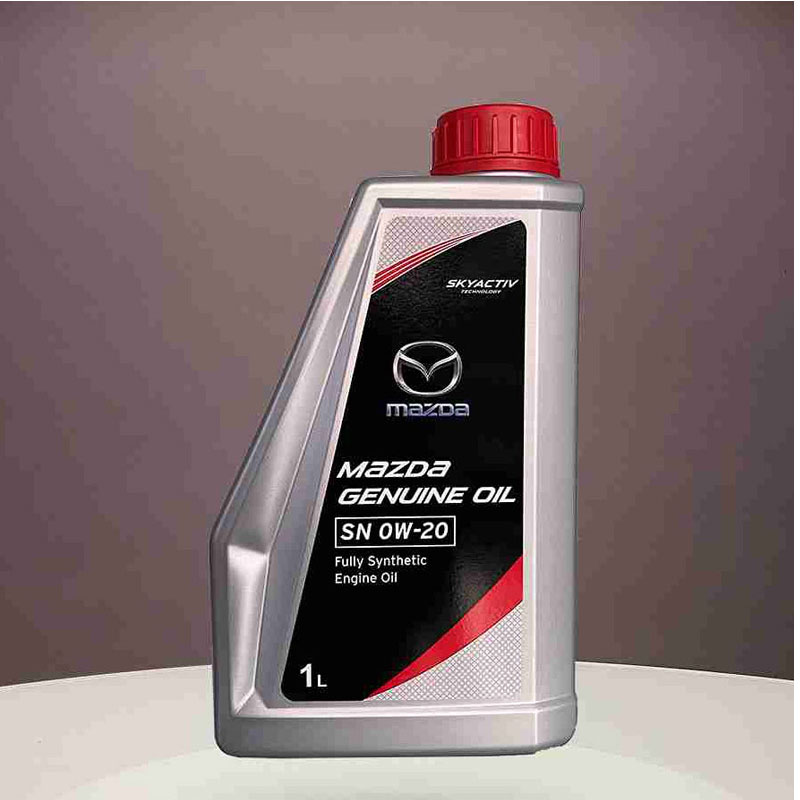 SKYACTIV
TECHNOLOGY
mazda
mazda
GENUINE OIL
SN 0W-20
Fully Synthetic
Engine Oil
1L